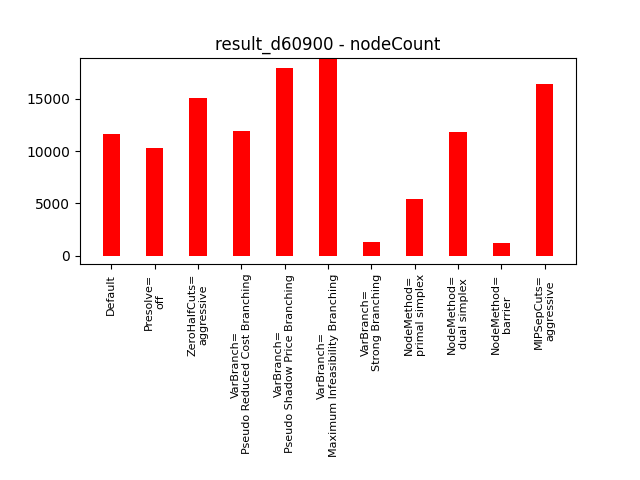 result_d60900 - nodeCount
15000
10000
5000
0
Default
Presolve=
off
ZeroHalfCuts=
aggressive
VarBranch=
Pseudo Reduced Cost Branching
VarBranch=
Pseudo Shadow Price Branching
VarBranch=
Maximum Infeasibility Branching
VarBranch=
Strong Branching
NodeMethod=
primal simplex
NodeMethod=
dual simplex
NodeMethod=
barrier
MIPSepCuts=
aggressive